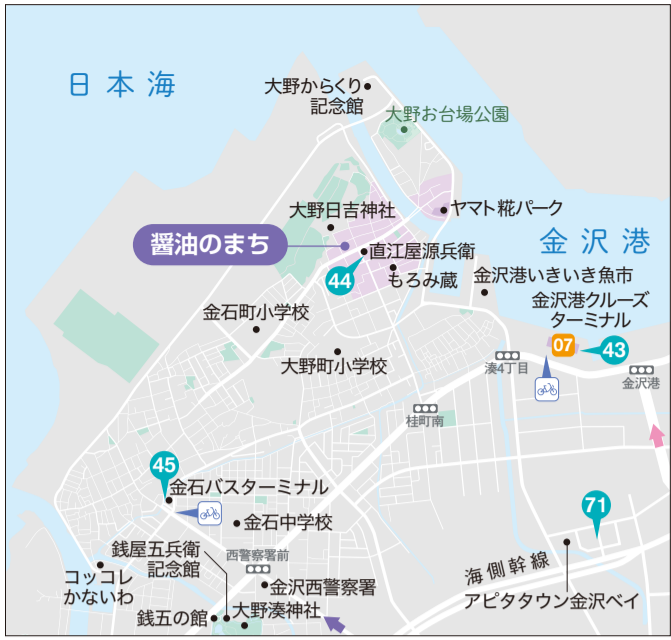 日本海
大野からくり
記念館
大野お台場公園
大野日吉神社
ヤマト糀パーク
醤油のまち
直江屋源兵衛
金沢港
44
もろみ蔵
金沢港いきいき魚市
金石町小学校
金沢港クルーズ
ターミナル
07
43
大野町小学校
湊4丁目
金沢港
桂町南
45
金石バスターミナル
金石中学校
71
銭屋五兵衛
記念館
西警察署前
海側幹線
コッコレ
かないわ
金沢西警察署
アピタタウン金沢ベイ
銭五の館
大野湊神社